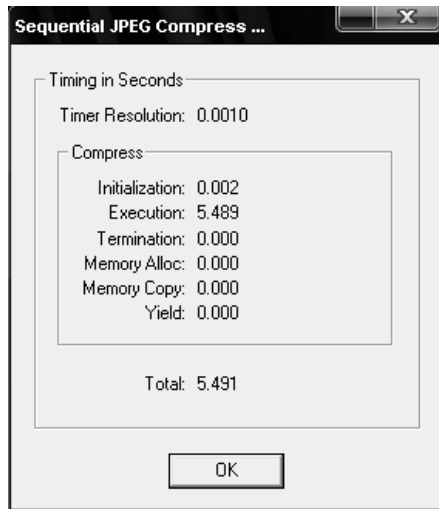 Sequential JPEG Compress ...
Timing in Seconds
Timer Resolution: 0.0010
Compress
Initialization: 0.002
Execution: 5.489
Termination: 0.000
Memory Alloc: 0.000
Memory Copy: 0.000
Yield: 0.000
Total: 5.491
OK